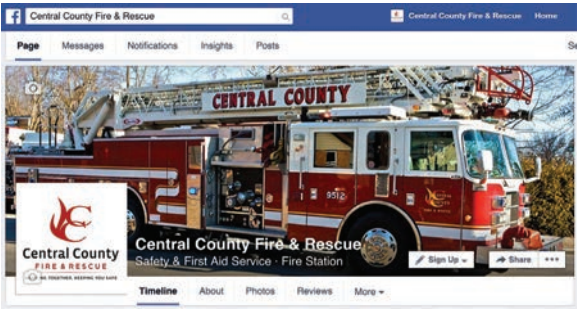 Central County Fire & Rescue
Central County Fire & Rescue Home
Page Messages Notifications Insights Posts
CENTRAL COUNTY
9512
Central County
FIRE & RESCUE
TOGETHER, KEEPING YOU SAFE
Central County Fire & Rescue
Safety & First Aid Service · Fire Station
Sign Up
Share
Timeline About Photos Reviews More